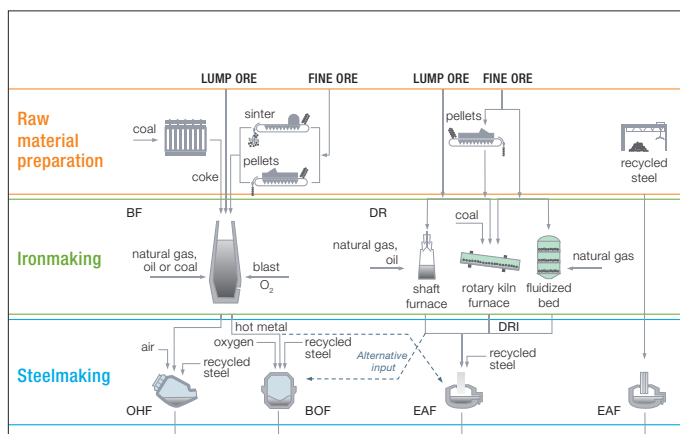 LUMP ORE
FINE ORE
LUMP ORE
FINE ORE
Raw
material
preparation
coal
sinter
pellets
coke
pellets
recycled
steel
Ironmaking
BF
natural gas,
oil or coal
blast
O₂
DR
coal
natural gas,
oil
natural gas
shaft
furnace
rotary kiln
furnace
fluidized
bed
Steelmaking
hot metal
DRI
air
oxygen
recycled
steel
recycled
steel
Alternative
input
recycled
steel
OHF
BOF
EAF
EAF